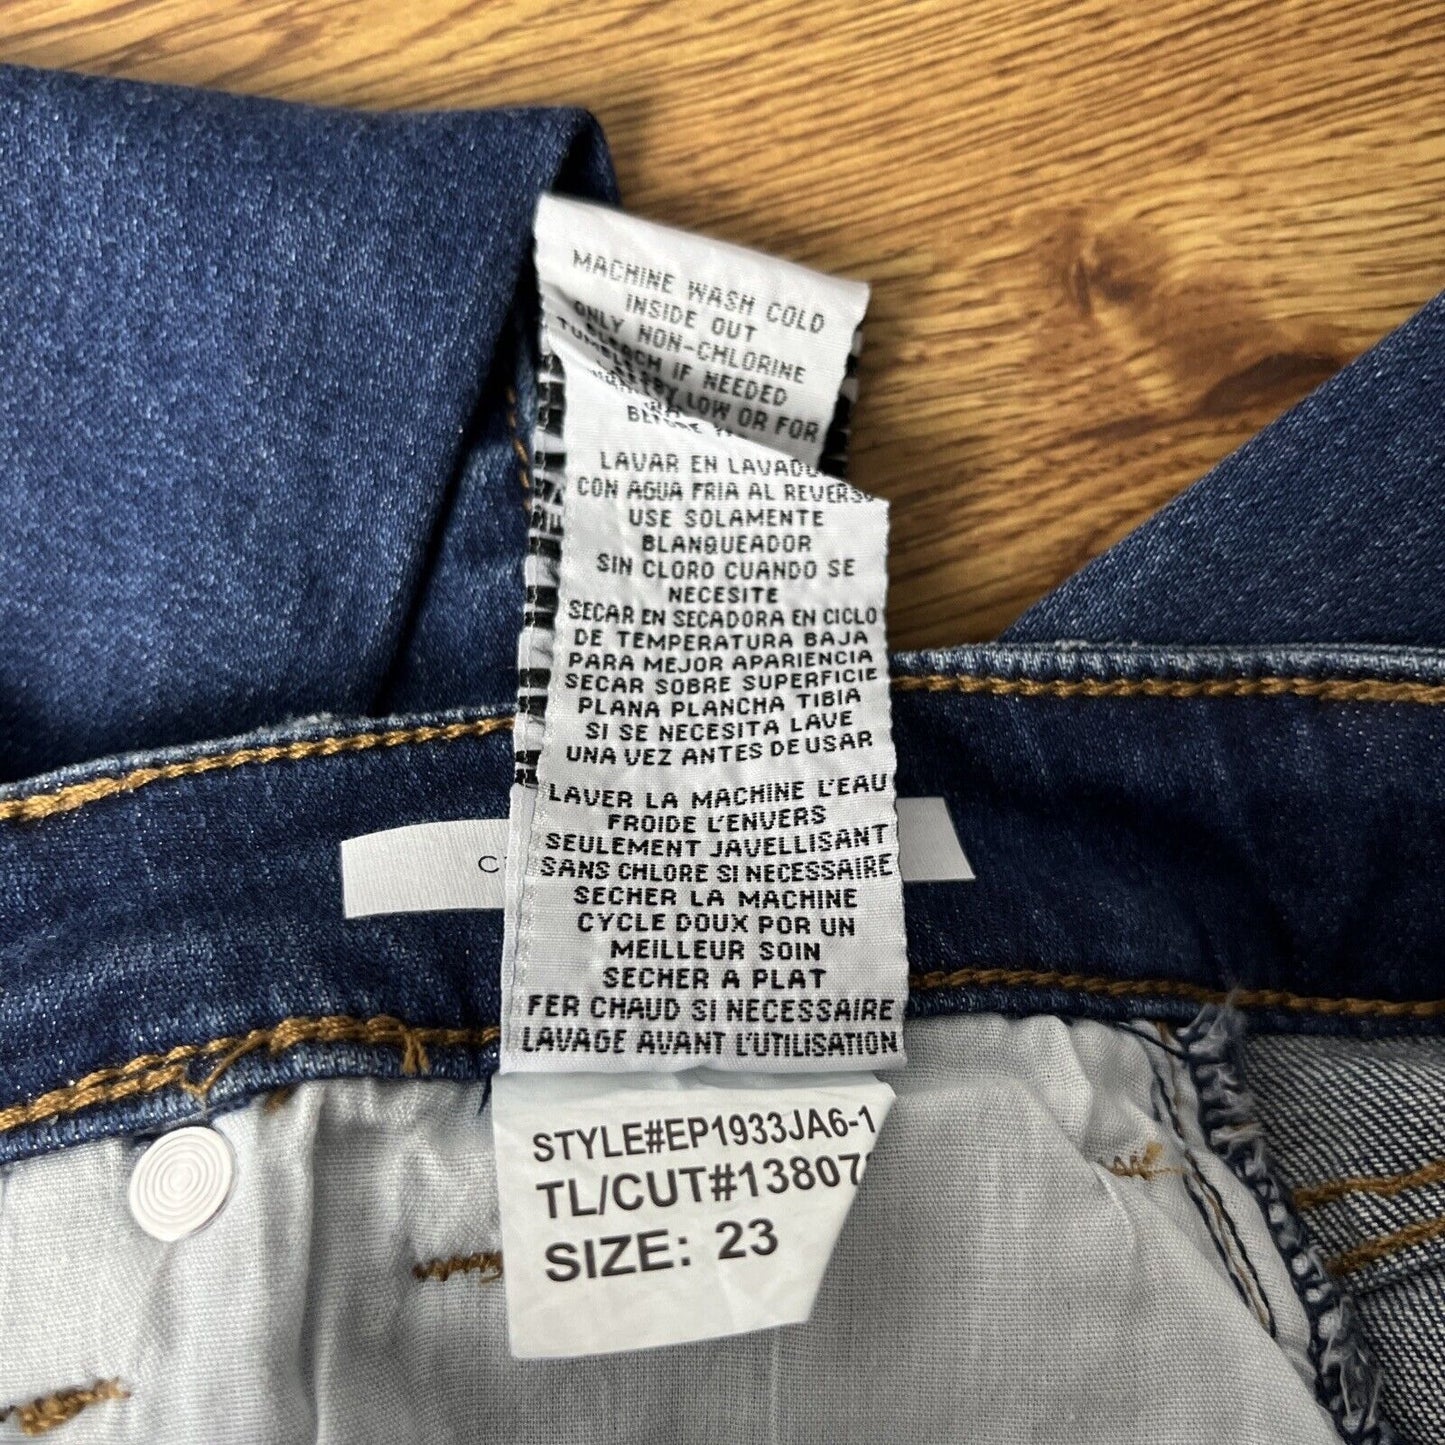 MACHINE WASH COLD
INSIDE OUT
ONLY NON-CHLORINE
BLEACH IF NEEDED
LOW OR FOR
BEFORE
LAVAR EN
CON AGUA FRIA AL REVERSO
USE SOLAMENTE
BLANQUEADOR
SIN CLORO CUANDO SE
NECESITE
SECAR EN SECADORA EN CICLO
DE TEMPERATURA BAJA
PARA MEJOR APARIENCIA
SECAR SOBRE SUPERFICIE
PLANA PLANCHA TIBIA
SI SE NECESITA LAVE
UNA VEZ ANTES DE USAR
LAVER LA MACHINE L'EAU
FROIDE L'ENVERS
SEULEMENT JAVELLISANT
SANS CHLORE SI NECESSAIRE
SECHER LA MACHINE
CYCLE DOUX POR UN
MEILLEUR SOIN
SECHER A PLAT
FER CHAUD SI NECESSAIRE
LAVAGE AVANT L'UTILISATION
STYLE#EP1933JA6-1
TL/CUT#13807
SIZE: 23